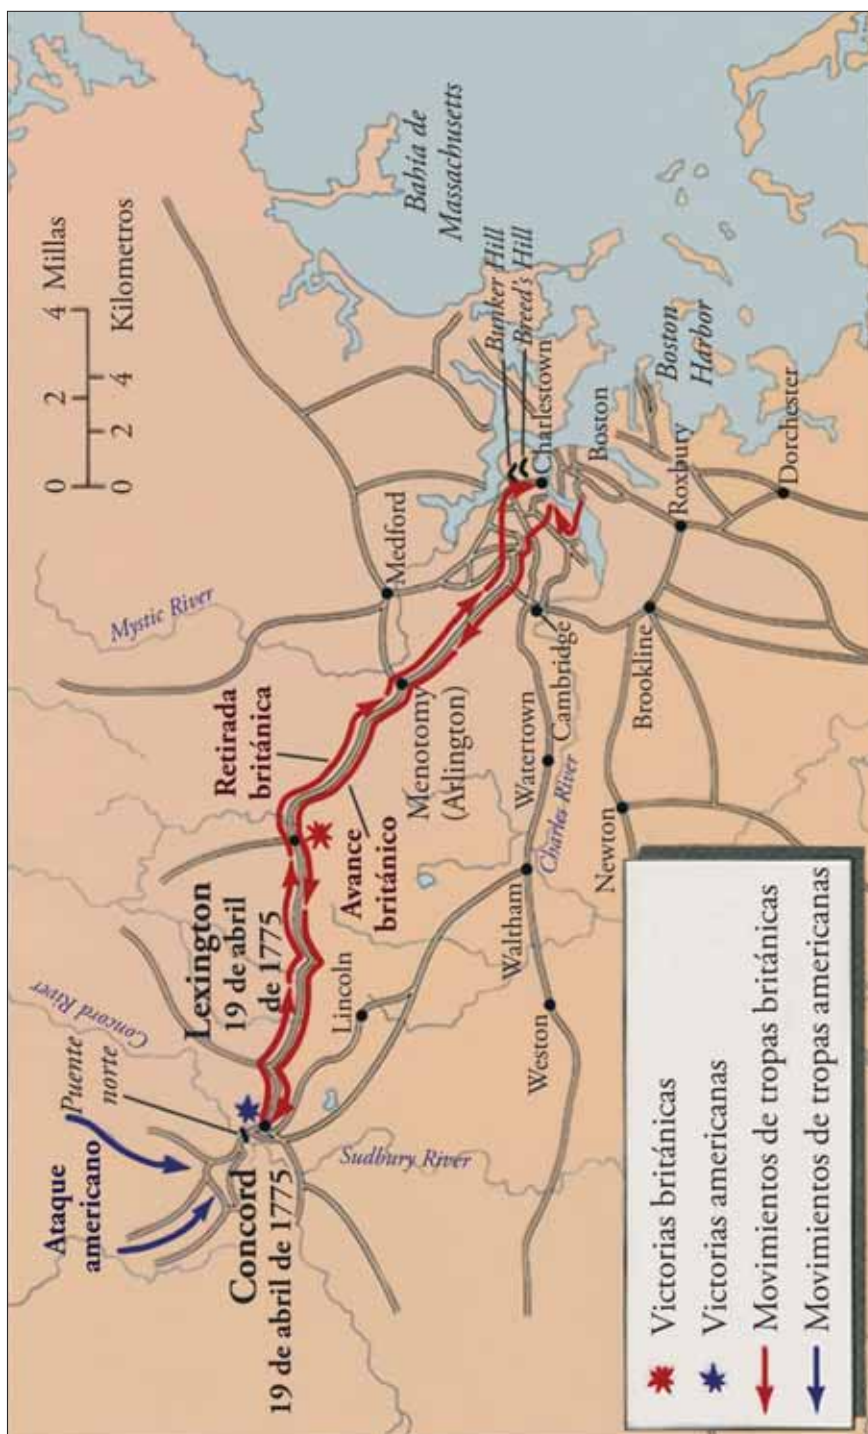 Ataque
americano
Puente
norte
Concord River
Concord
19 de abril de 1775
Lexington
19 de abril
de 1775
Retirada
británica
Avance
británico
Mystic River
Medford
Menotomy
(Arlington)
0 2 4 Millas
0 2 4 Kilometros
Bahia de
Massachusetts
Bunker Hill
Breed's Hill
Charlestown
Boston
Boston
Harbor
Lincoln
Sudbury River
Weston
Waltham
Watertown
Charles River
Cambridge
Newton
Brookline
Roxbury
Dorchester
Victorias británicas
Victorias americanas
Movimientos de tropas británicas
Movimientos de tropas americanas